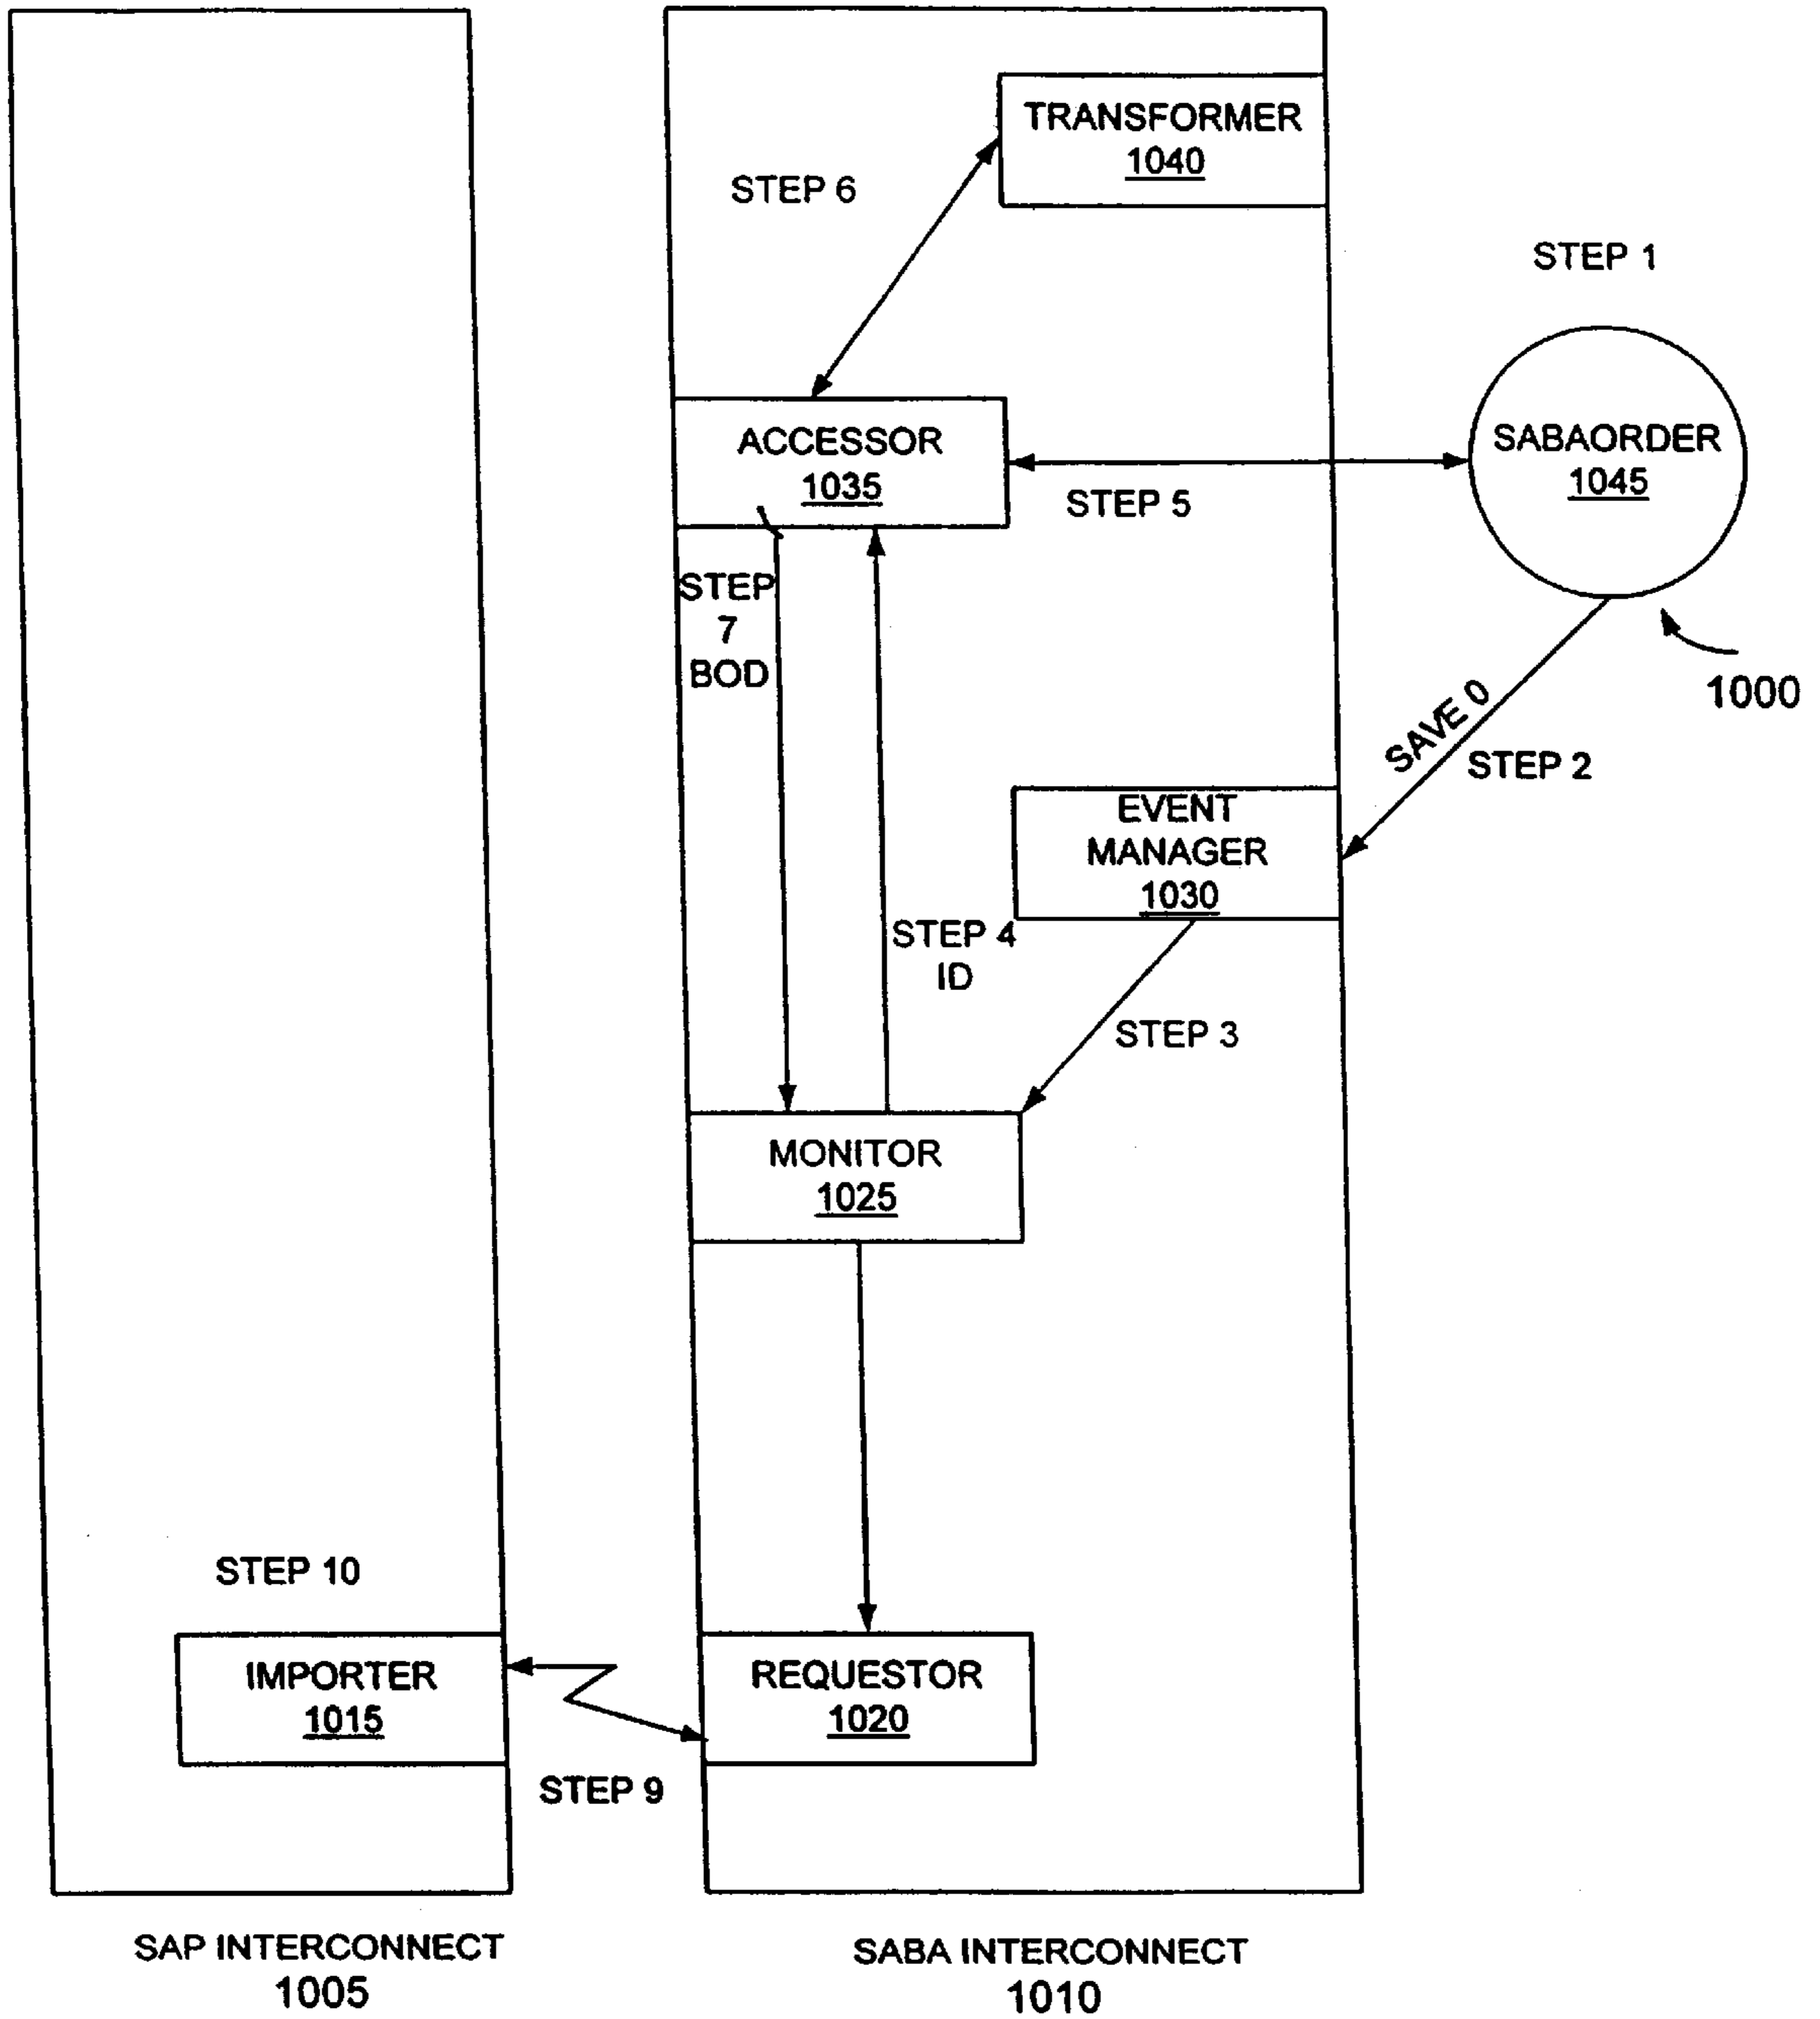 TRANSFORMER
1040
STEP 6
STEP 1
ACCESSOR
1035
SABAORDER
1045
STEP 5
STEP
7
BOD
1000
SAVE 0
STEP 2
EVENT
MANAGER
1030
STEP 4
ID
STEP 3
MONITOR
1025
STEP 10
IMPORTER
1015
REQUESTOR
1020
STEP 9
SAP INTERCONNECT
1005
SABA INTERCONNECT
1010